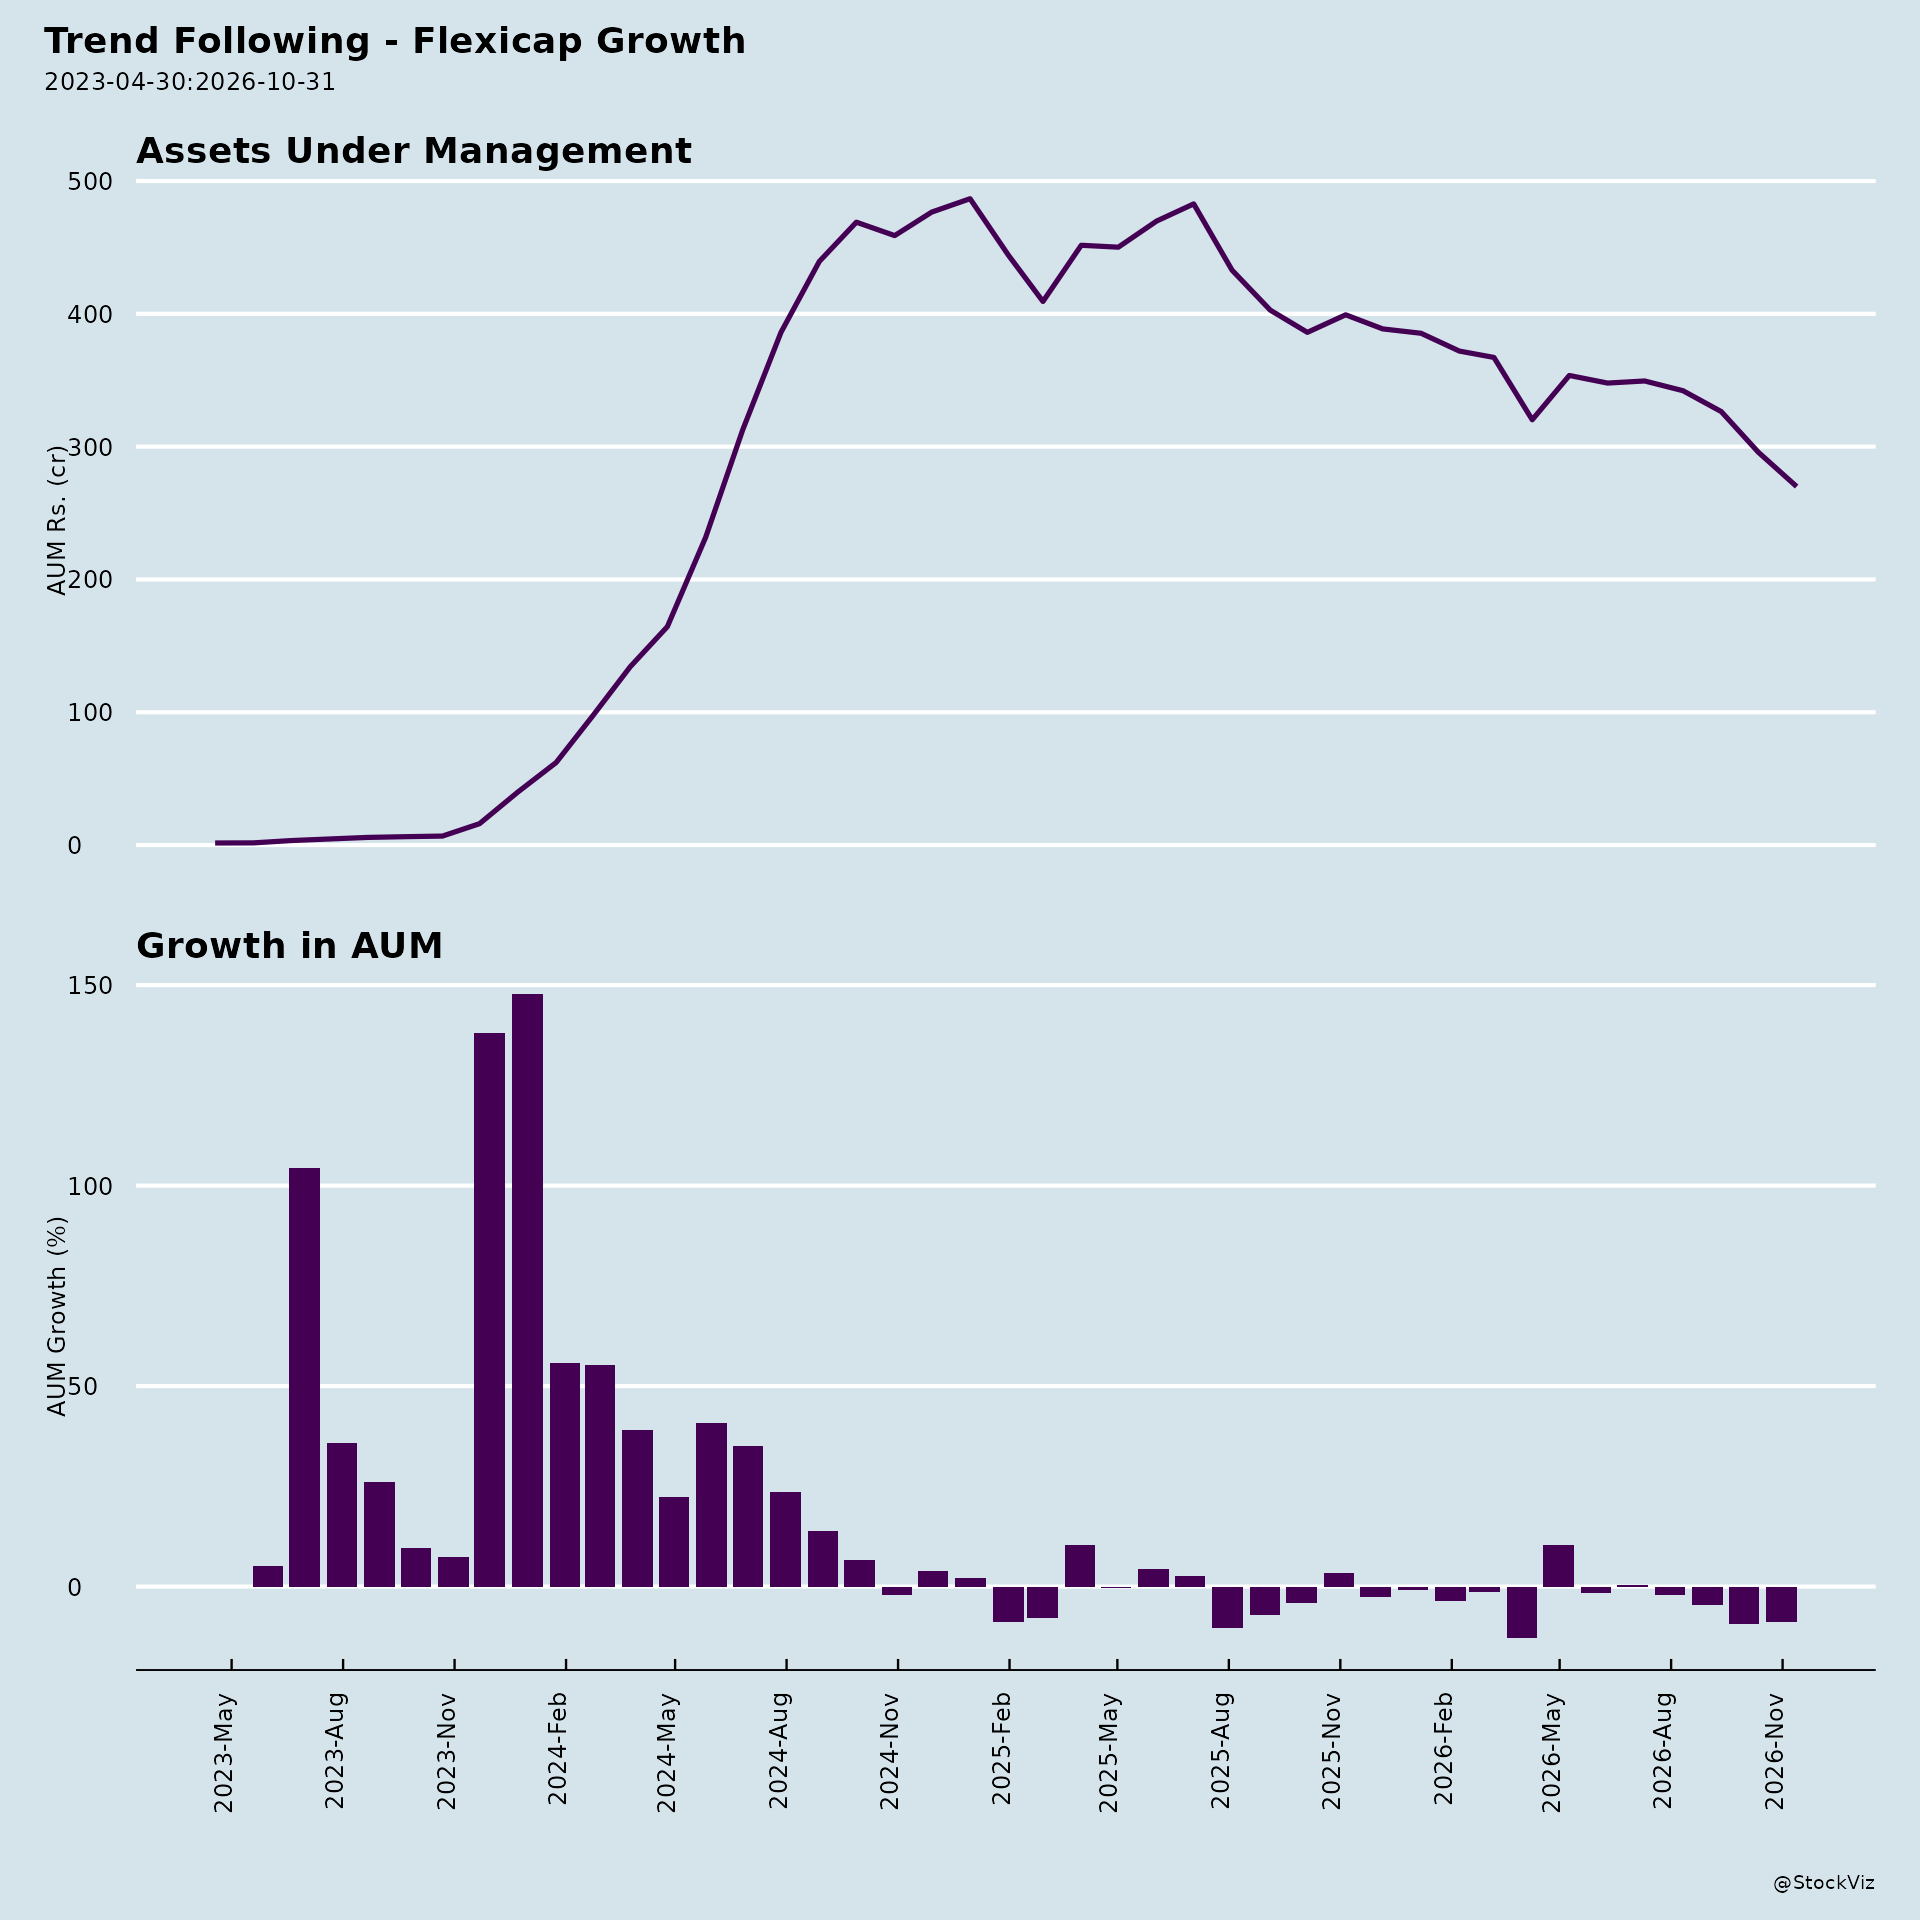 Trend Following - Flexicap Growth
2023-04-30:2026-10-31
Assets Under Management
AUM Rs. (cr)
500
400
300
200
100
0
Growth in AUM
AUM Growth (%)
150
100
50
0
2023-May
2023-Aug
2023-Nov
2024-Feb
2024-May
2024-Aug
2024-Nov
2025-Feb
2025-May
2025-Aug
2025-Nov
2026-Feb
2026-May
2026-Aug
2026-Nov
@StockViz